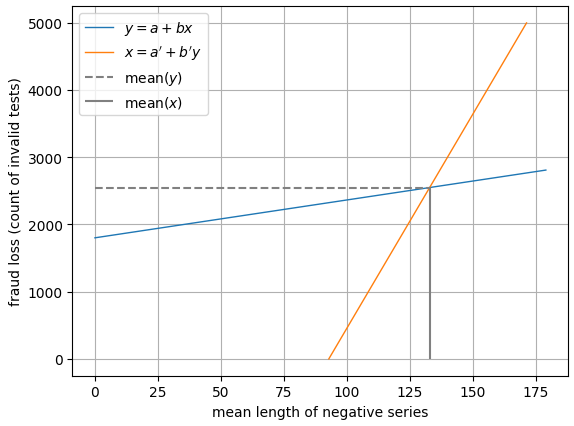 y = a + bx
x = a′ + b′y
mean(y)
mean(x)
5000
4000
3000
2000
1000
0
fraud loss (count of invalid tests)
0 25 50 75 100 125 150 175
mean length of negative series